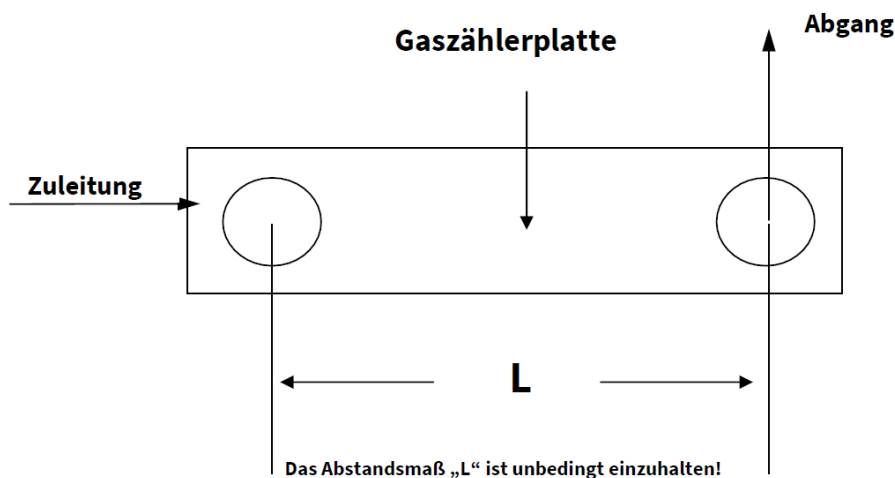 Abgang
Gaszählerplatte
Zuleitung
L
Das Abstandsmaß „L“ ist unbedingt einzuhalten!